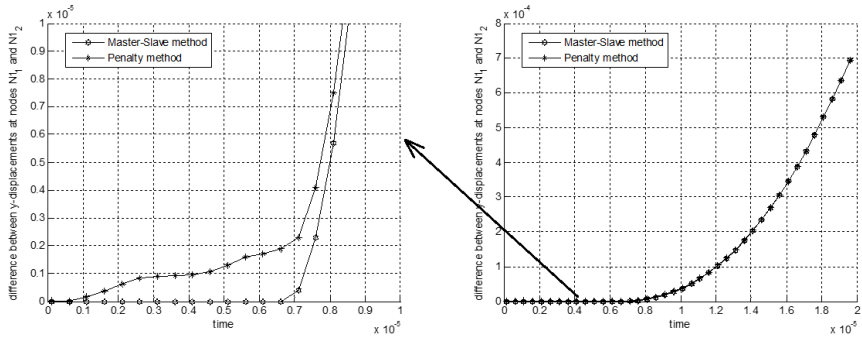 x 10⁻⁵
1
0.9
0.8
0.7
0.6
0.5
0.4
0.3
0.2
0.1
0
difference between y-displacements at nodes N1₁ and N1₂
Master-Slave method
Penalty method
0 0.1 0.2 0.3 0.4 0.5 0.6 0.7 0.8 0.9 1
time
x 10⁻⁵
x 10⁻⁴
8
7
6
5
4
3
2
1
0
difference between y-displacements at nodes N1₁ and N1₂
Master-Slave method
Penalty method
0 0.2 0.4 0.6 0.8 1.0 1.2 1.4 1.6 1.8 2
time
x 10⁻⁵